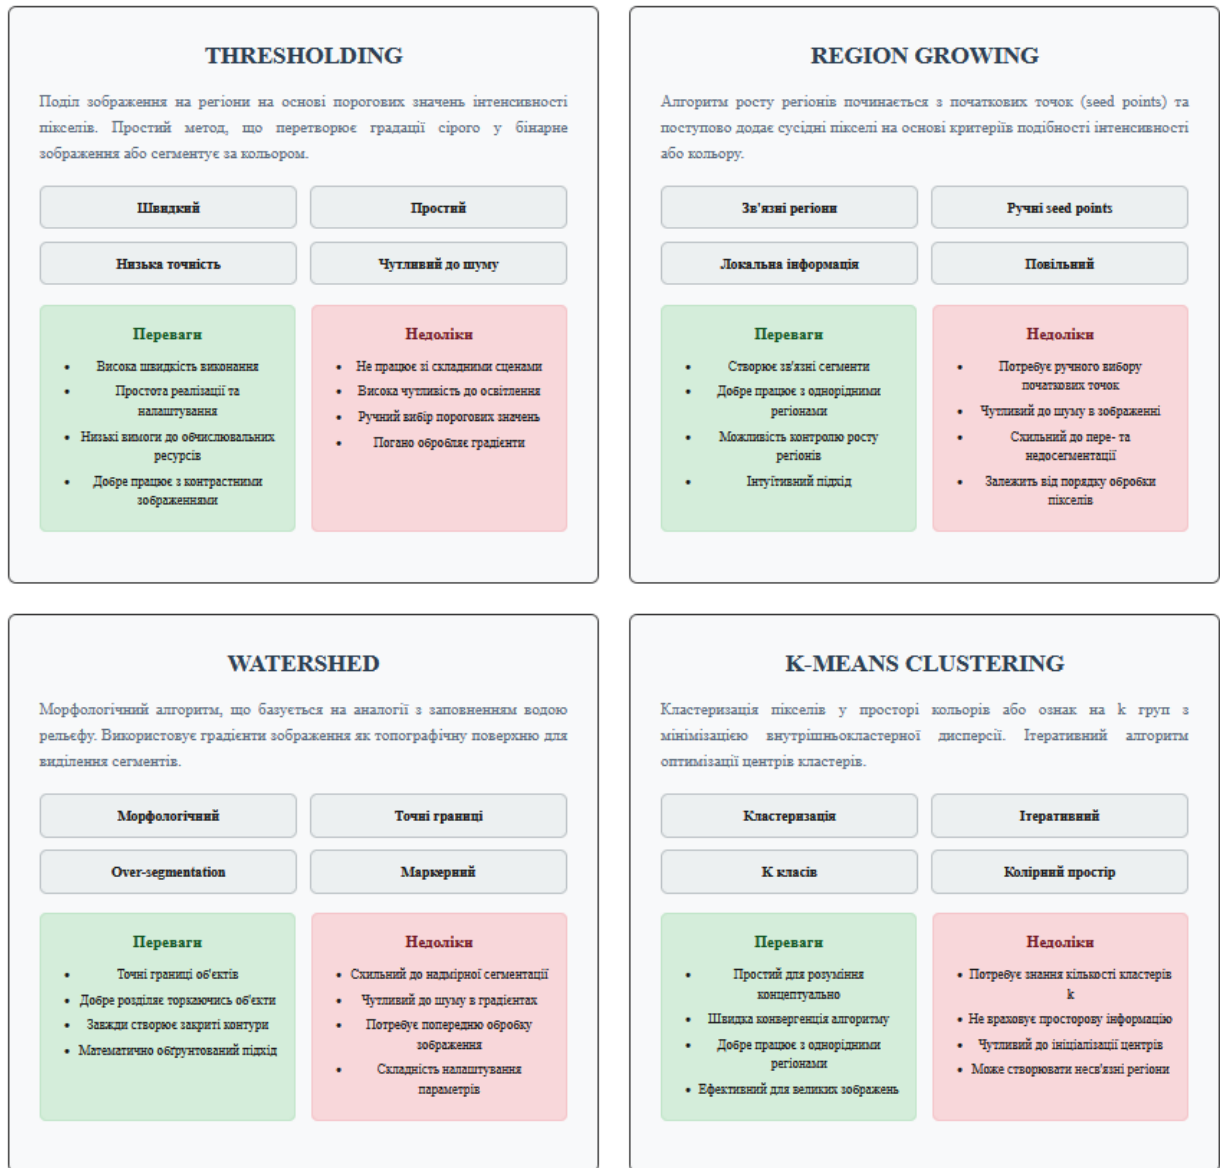 THRESHOLDING
Поділ зображення на регіони на основі порогових значень інтенсивності
пікселів. Простий метод, що перетворює градації сірого у бінарне
зображення або сегментує за кольором.
Швидкий
Простий
Низька точність
Чутливий до шуму
Переваги
• Висока швидкість виконання
• Простота реалізації та
налаштування
• Низькі вимоги до обчислювальних
ресурсів
• Добре працює з контрастними
зображеннями
Недоліки
• Не працює зі складними сценами
• Висока чутливість до освітлення
• Ручний вибір порогових значень
• Погано обробляє градієнти
REGION GROWING
Алгоритм росту регіонів починається з початкових точок (seed points) та
поступово додає сусідні пікселі на основі критеріїв подібності інтенсивності
або кольору.
Зв'язні регіони
Ручні seed points
Локальна інформація
Повільний
Переваги
• Створює зв'язні сегменти
• Добре працює з однорідними
регіонами
• Можливість контролю росту
регіонів
• Інтуїтивний підхід
Недоліки
• Потребує ручного вибору
початкових точок
• Чутливий до шуму в зображенні
• Схильний до пере- та
недосегментації
• Залежить від порядку обробки
пікселів
WATERSHED
Морфологічний алгоритм, що базується на аналогії з заповненням водою
рельєфу. Використовує градієнти зображення як топографічну поверхню для
виділення сегментів.
Морфологічний
Точні границі
Over-segmentation
Маркерний
Переваги
• Точні границі об'єктів
• Добре розділяє торкаючись об'єкти
• Завжди створює закриті контури
• Математично обґрунтований підхід
Недоліки
• Схильний до надмірної сегментації
• Чутливий до шуму в градієнтах
• Потребує попередню обробку
зображення
• Складність налаштування
параметрів
K-MEANS CLUSTERING
Кластеризація пікселів у просторі кольорів або ознак на k груп з
мінімізацією внутрішньокластерної дисперсії. Ітеративний алгоритм
оптимізації центрів кластерів.
Кластеризація
Ітеративний
K класів
Колірний простір
Переваги
• Простий для розуміння
концептуально
• Швидка конвергенція алгоритму
• Добре працює з однорідними
регіонами
• Ефективний для великих зображень
Недоліки
• Потребує знання кількості кластерів
k
• Не враховує просторову інформацію
• Чутливий до ініціалізації центрів
• Може створювати несв'язні регіони